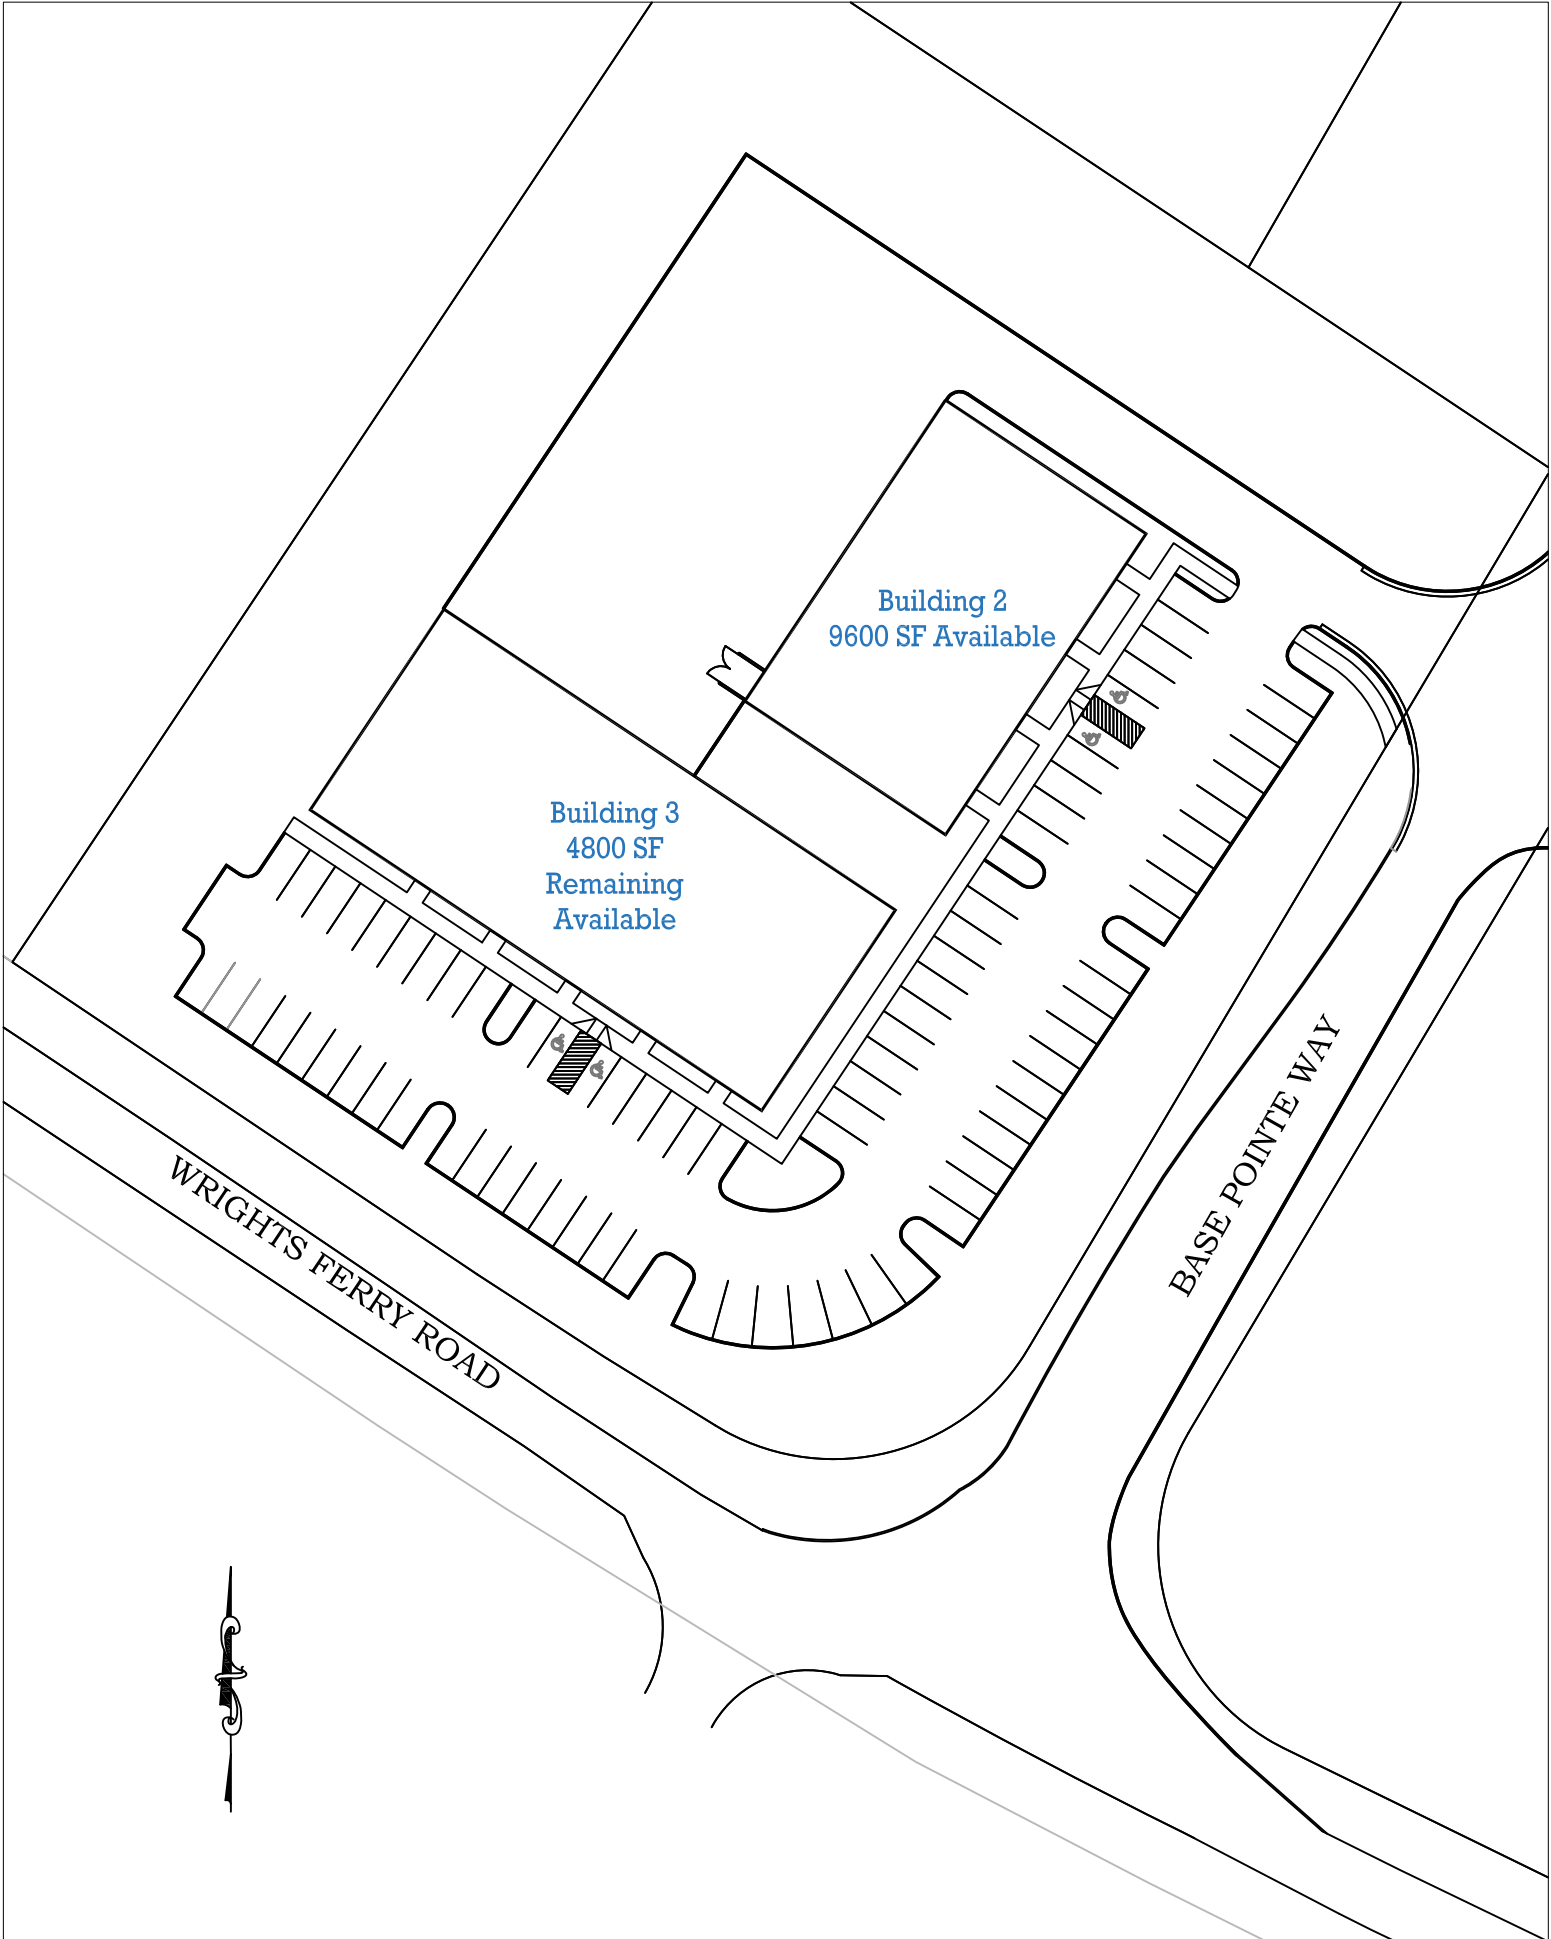 Building 2
9600 SF Available
Building 3
4800 SF
Remaining
Available
WRIGHTS FERRY ROAD
BASE POINTE WAY